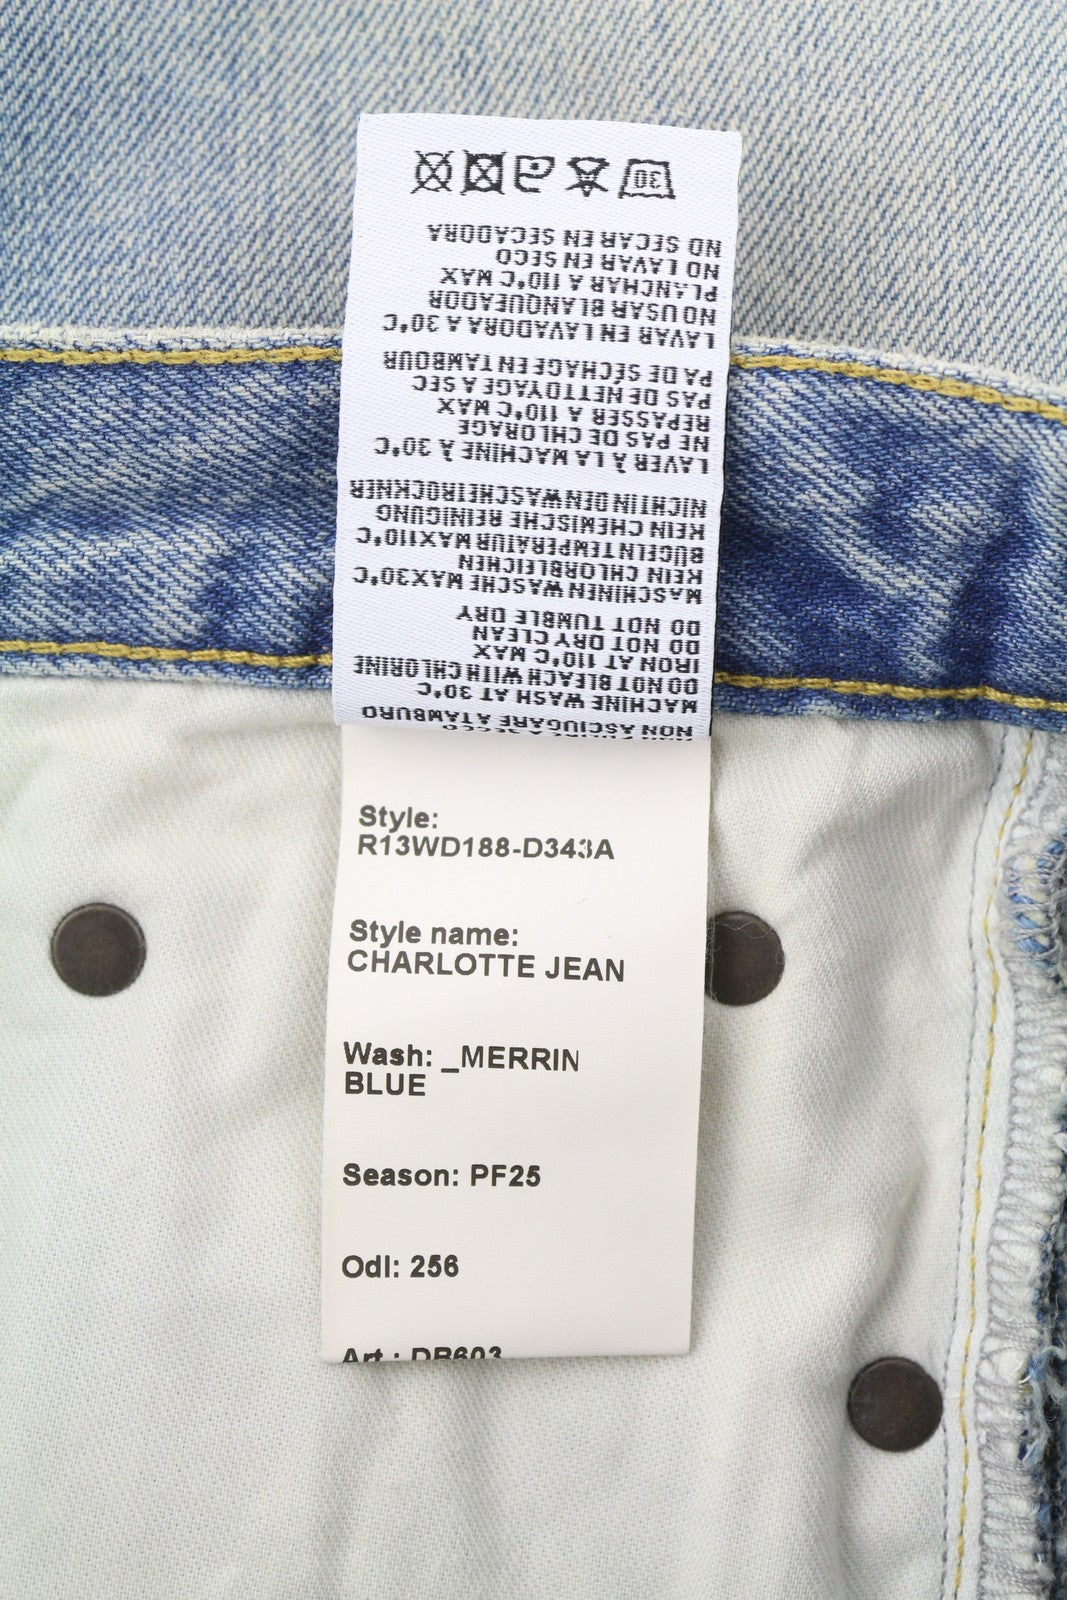 A SECCO
NON ASCIUGARE A TAMBURO
MACHINE WASH AT 30°C
DO NOT BLEACH WITH CHLORINE
IRON AT 110°C MAX
DO NOT DRY CLEAN
DO NOT TUMBLE DRY
MASCHINEN WASCHE MAX30°C
KEIN CHLORBLEICHEN
BÜGELN TEMPERATUR MAX110°C
KEIN CHEMISCHE REINIGUNG
NICHT IN DEN WASCHETROCKNER
LAVER À LA MACHINE À 30°C
NE PAS DE CHLORAGE
REPASSER A 110°C MAX
PAS DE NETTOYAGE A SEC
PA DE SÉCHAGE EN TAMBOUR
LAVAR EN LAVADORA A 30°C
NO USAR BLANQUEADOR
PLANCHAR A 110°C MAX
NO LAVAR EN SECO
NO SECAR EN SECADORA
30
Style:
R13WD188-D343A
Style name:
CHARLOTTE JEAN
Wash: _MERRIN
BLUE
Season: PF25
Odl: 256
Art.: